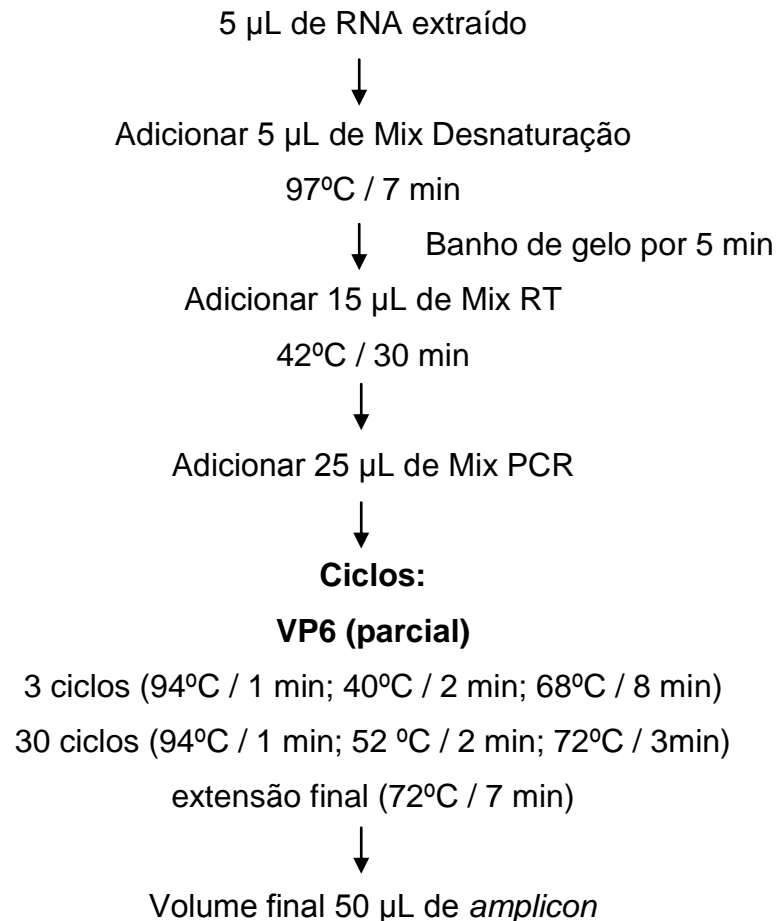 5 µL de RNA extraído
Adicionar 5 µL de Mix Desnaturação
97ºC / 7 min
Banho de gelo por 5 min
Adicionar 15 µL de Mix RT
42ºC / 30 min
Adicionar 25 µL de Mix PCR
Ciclos:
VP6 (parcial)
3 ciclos (94ºC / 1 min; 40ºC / 2 min; 68ºC / 8 min)
30 ciclos (94ºC / 1 min; 52 ºC / 2 min; 72ºC / 3min)
extensão final (72ºC / 7 min)
Volume final 50 µL de amplicon